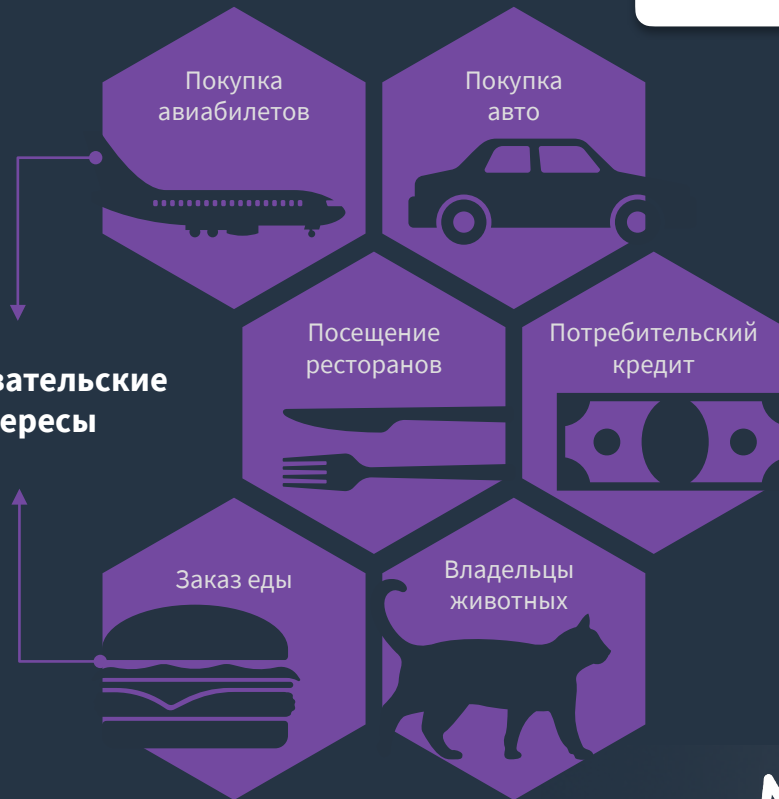 Покупка
авиабилетов
Покупка
авто
Посещение
ресторанов
Потребительский
кредит
вательские
ересы
Заказ еды
Владельцы
животных